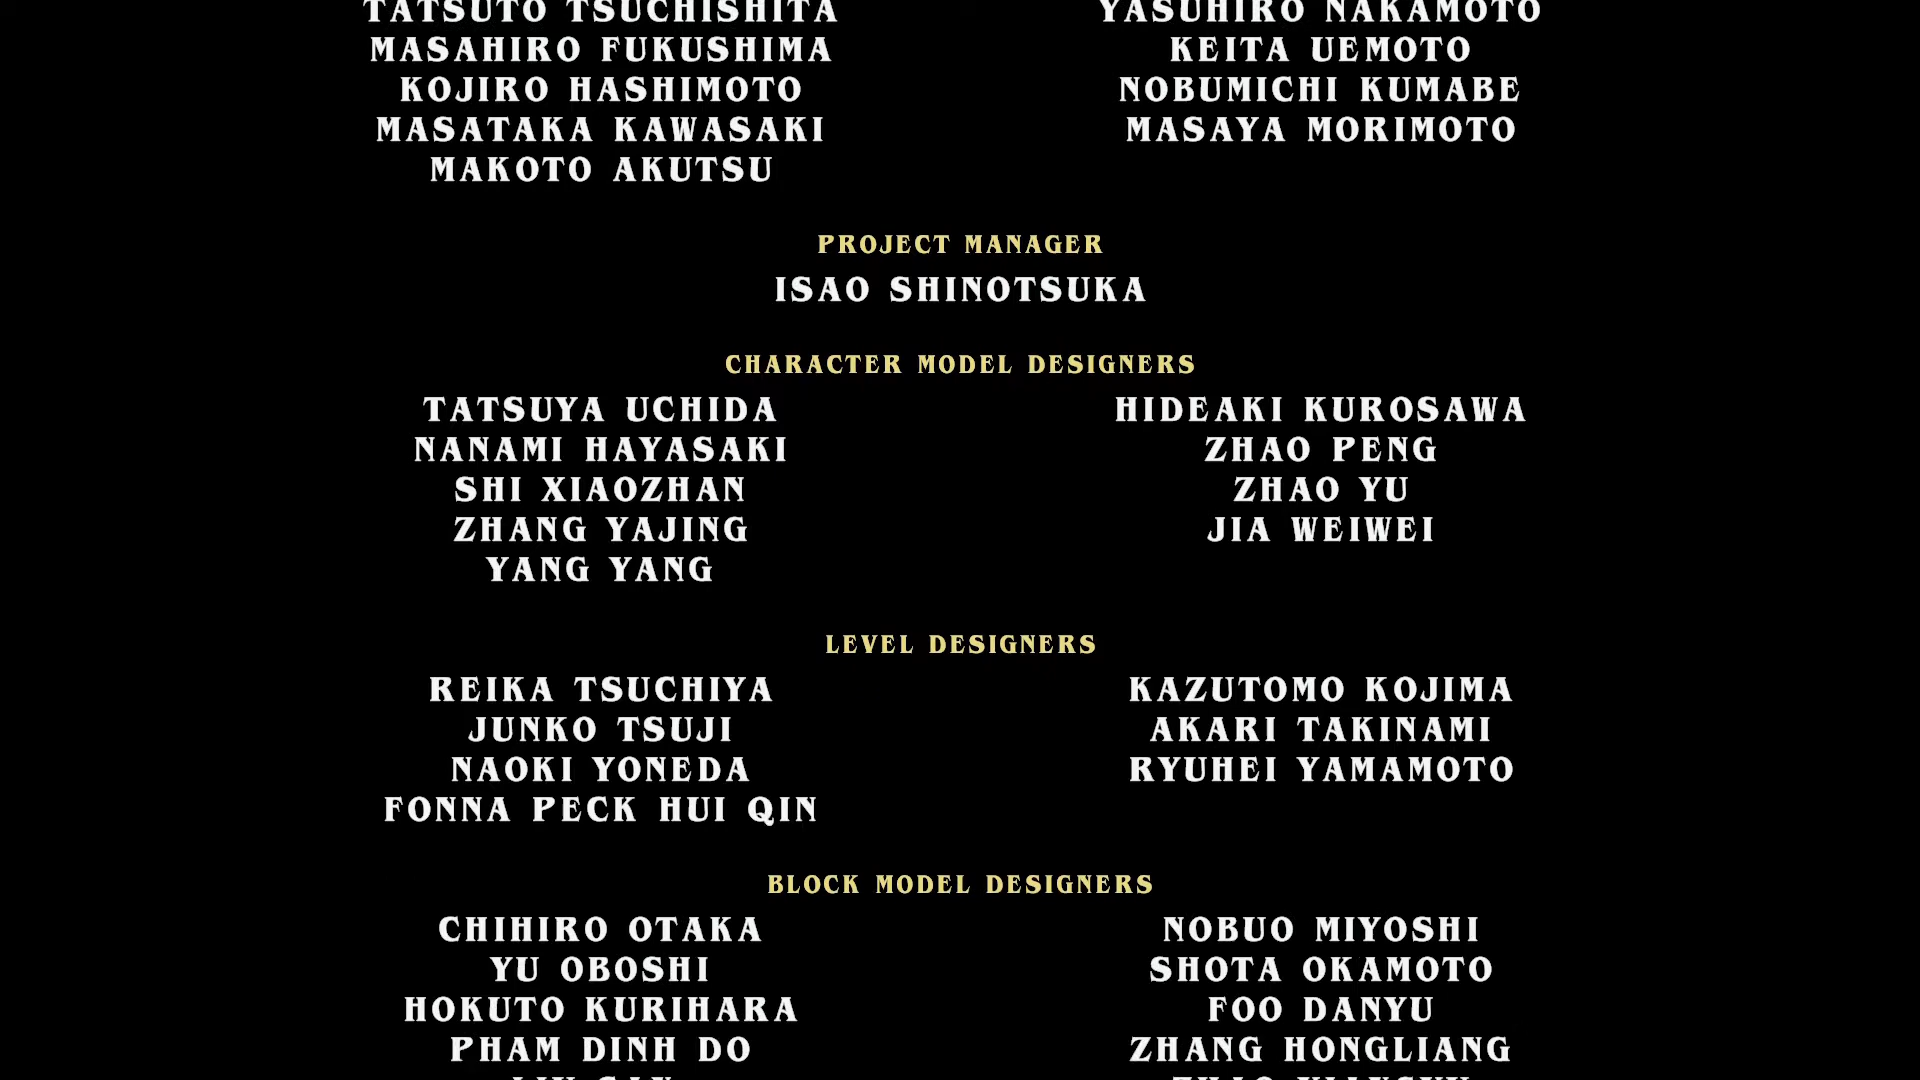 TATSUTO TSUCHISHITA YASUHIRO NAKAMOTO
MASAHIRO FUKUSHIMA KEITA UEMOTO
KOJIRO HASHIMOTO NOBUMICHI KUMABE
MASATAKA KAWASAKI MASAYA MORIMOTO
MAKOTO AKUTSU
PROJECT MANAGER
ISAO SHINOTSUKA
CHARACTER MODEL DESIGNERS
TATSUYA UCHIDA HIDEAKI KUROSAWA
NANAMI HAYASAKI ZHAO PENG
SHI XIAOZHAN ZHAO YU
ZHANG YAJING JIA WEIWEI
YANG YANG
LEVEL DESIGNERS
REIKA TSUCHIYA KAZUTOMO KOJIMA
JUNKO TSUJI AKARI TAKINAMI
NAOKI YONEDA RYUHEI YAMAMOTO
FONNA PECK HUI QIN
BLOCK MODEL DESIGNERS
CHIHIRO OTAKA NOBUO MIYOSHI
YU OBOSHI SHOTA OKAMOTO
HOKUTO KURIHARA FOO DANYU
PHAM DINH DO ZHANG HONGLIANG